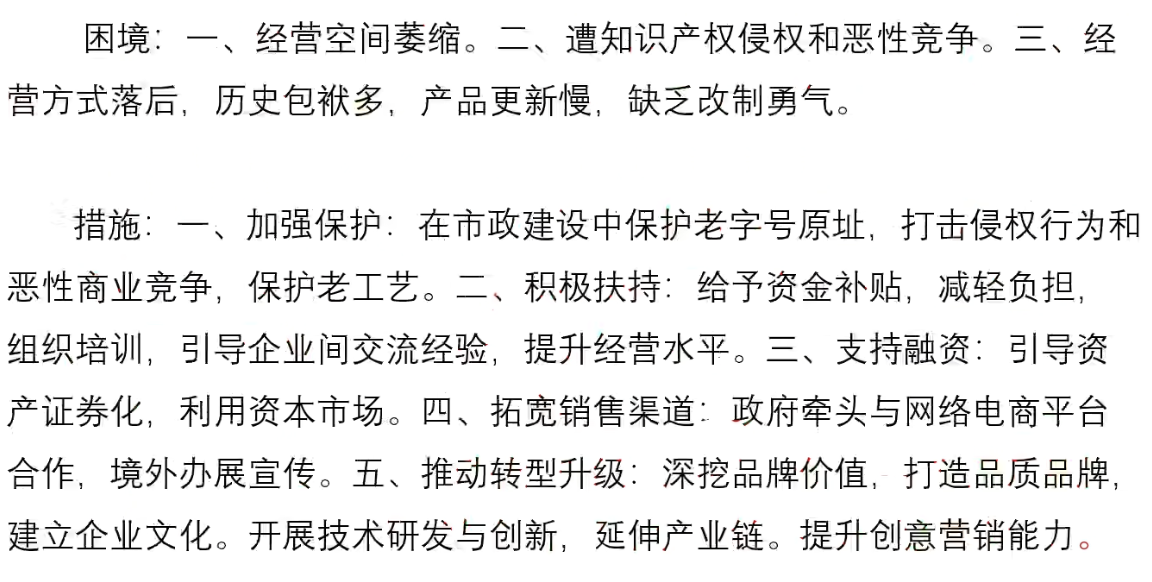 困境：一、经营空间萎缩。二、遭知识产权侵权和恶性竞争。三、经
营方式落后，历史包袱多，产品更新慢，缺乏改制勇气。
措施：一、加强保护：在市政建设中保护老字号原址，打击侵权行为和
恶性商业竞争，保护老工艺。二、积极扶持：给予资金补贴，减轻负担，
组织培训，引导企业间交流经验，提升经营水平。三、支持融资：引导资
产证券化，利用资本市场。四、拓宽销售渠道：政府牵头与网络电商平台
合作，境外办展宣传。五、推动转型升级：深挖品牌价值，打造品质品牌，
建立企业文化。开展技术研发与创新，延伸产业链。提升创意营销能力。